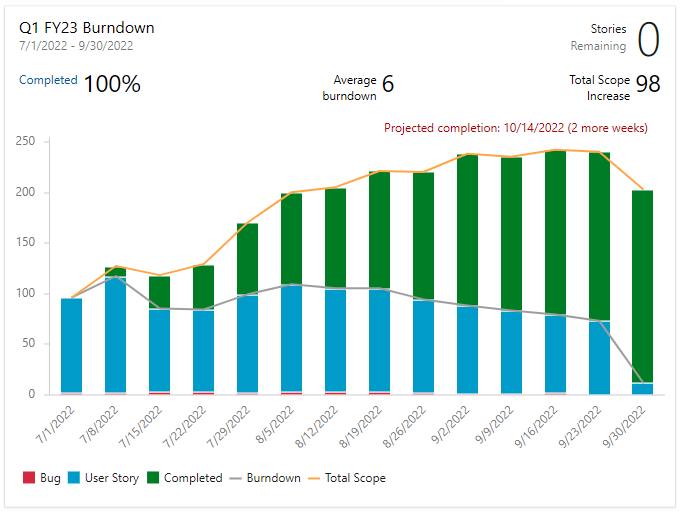 Q1 FY23 Burndown
7/1/2022 - 9/30/2022
Stories
Remaining
0
Completed 100%
Average
burndown
6
Total Scope
Increase
98
Projected completion: 10/14/2022 (2 more weeks)
250
200
150
100
50
0
7/1/2022
7/8/2022
7/15/2022
7/22/2022
7/29/2022
8/5/2022
8/12/2022
8/19/2022
8/26/2022
9/2/2022
9/9/2022
9/16/2022
9/23/2022
9/30/2022
Bug User Story Completed Burndown Total Scope